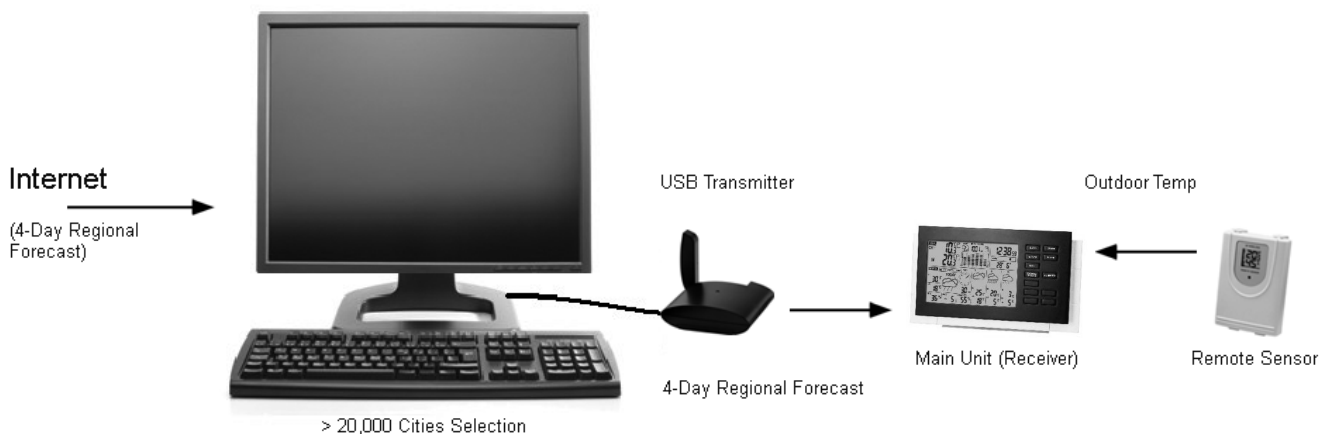 Internet
(4-Day Regional
Forecast)
> 20,000 Cities Selection
USB Transmitter
4-Day Regional Forecast
Outdoor Temp
Main Unit (Receiver)
Remote Sensor